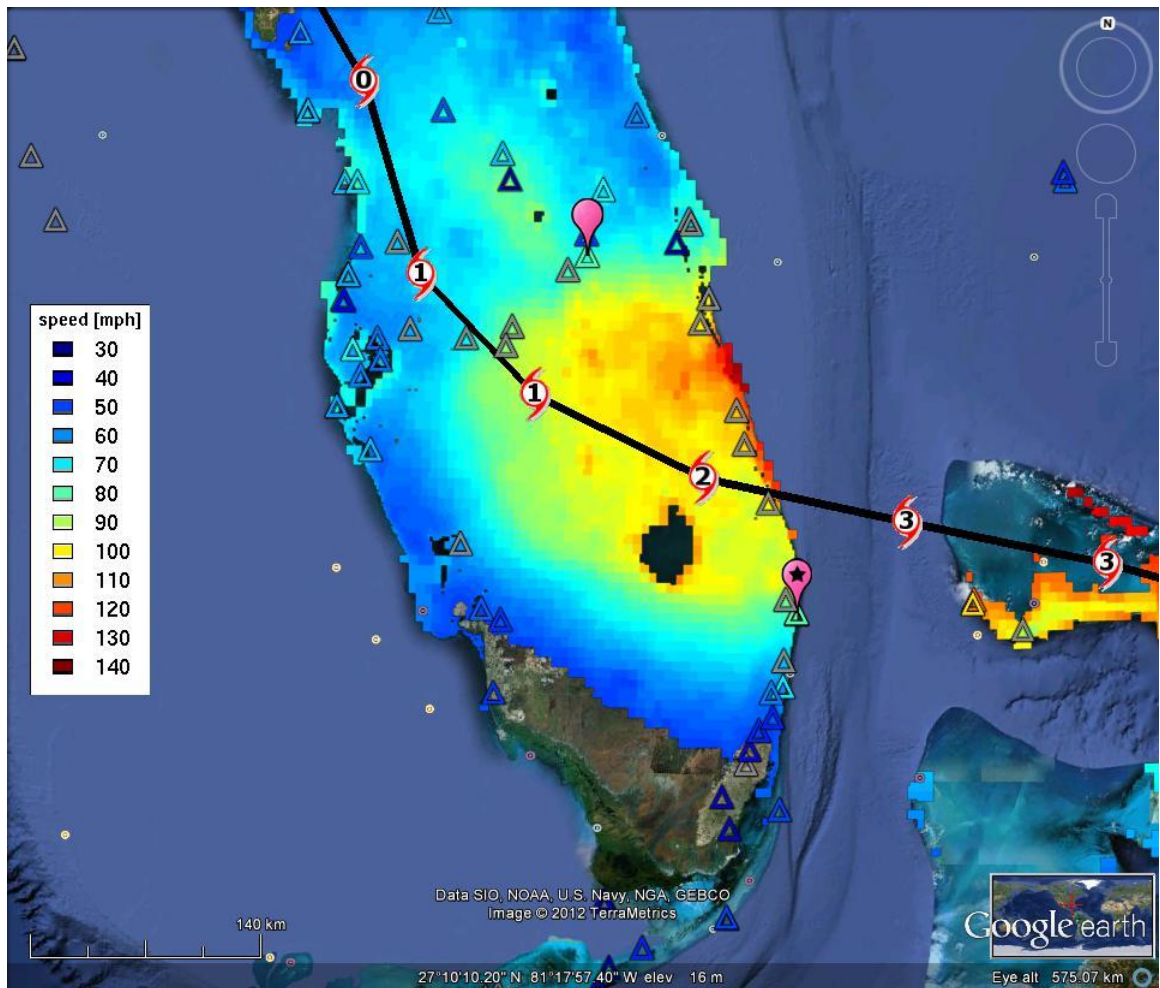 N
0
1
1
2
3
3
speed [mph]
30
40
50
60
70
80
90
100
110
120
130
140
Data SIO, NOAA, U.S. Navy, NGA, GEBCO
Image © 2012 TerraMetrics
140 km
Google earth
27°10'10.20" N 81°17'57.40" W elev 16 m
Eye alt 575.07 km